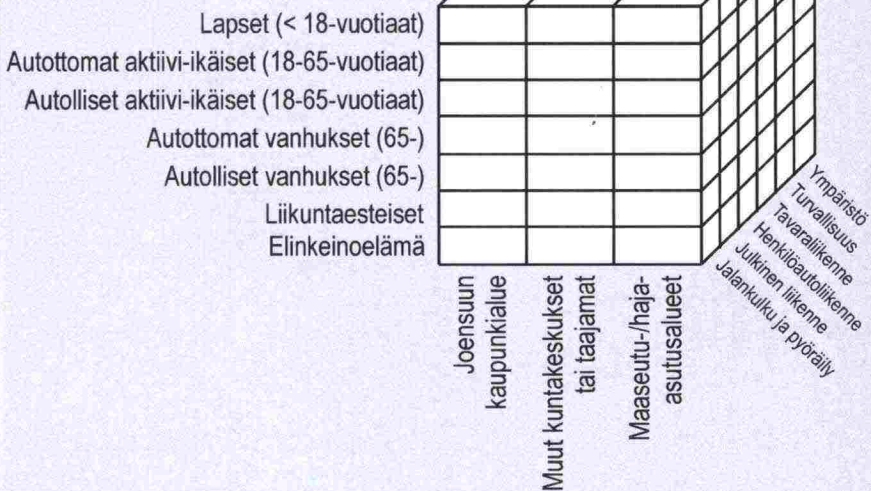 Lapset (< 18-vuotiaat)
Autottomat aktiivi-ikäiset (18-65-vuotiaat)
Autolliset aktiivi-ikäiset (18-65-vuotiaat)
Autottomat vanhukset (65-)
Autolliset vanhukset (65-)
Liikuntaesteiset
Elinkeinoelämä
Joensuun
kaupunkialue
Muut kuntakeskukset
tai taajamat
Maaseutu-/haja-
asutusalueet
Ympäristö
Turvallisuus
Tavaraliikenne
Henkilöautoliikenne
Julkinen liikenne
Jalankulku ja pyöräily